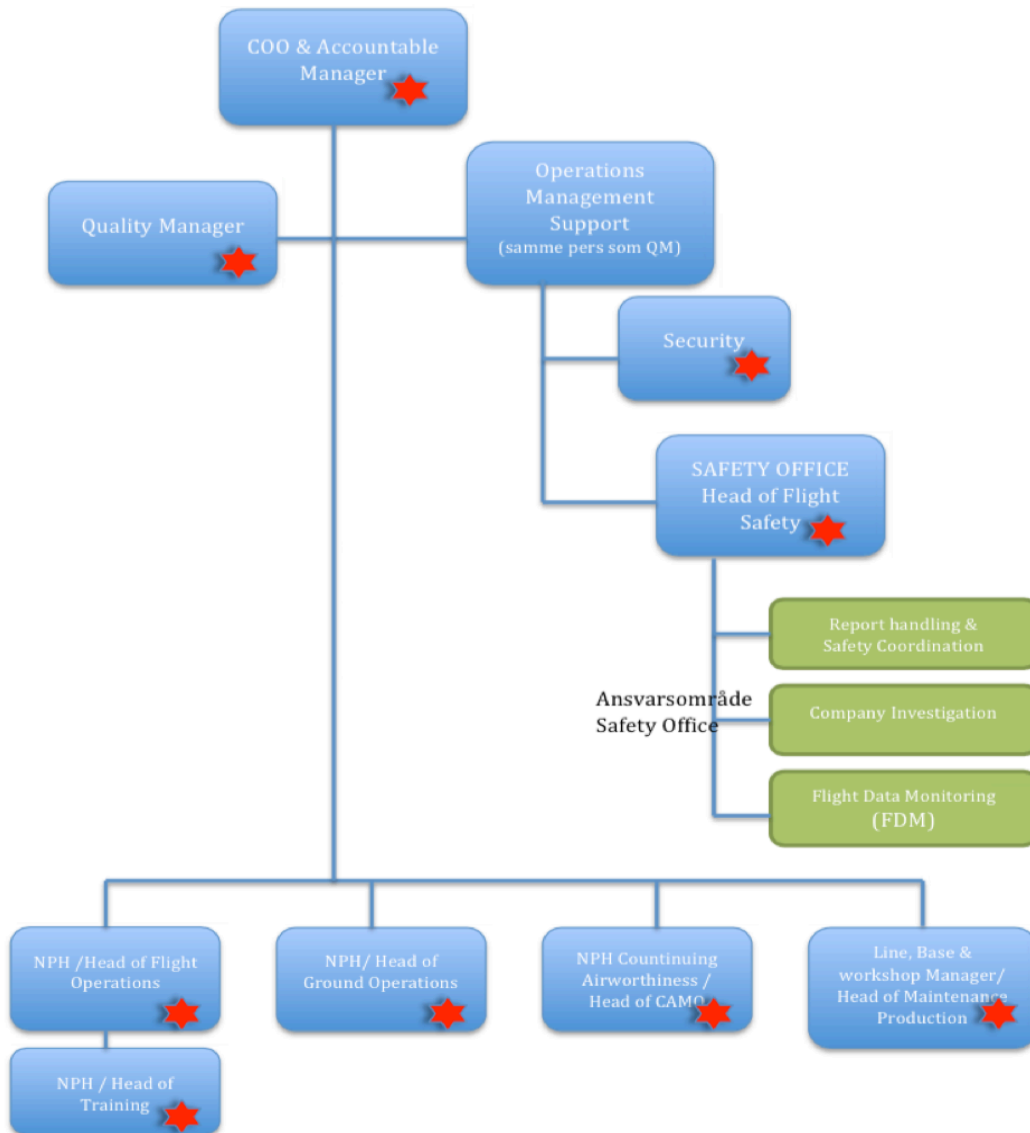 COO & Accountable
Manager
Quality Manager
Operations
Management
Support
(samme pers som QM)
Security
SAFETY OFFICE
Head of Flight
Safety
Report handling &
Safety Coordination
Ansvarsområde
Safety Office
Company Investigation
Flight Data Monitoring
(FDM)
NPH /Head of Flight
Operations
NPH/ Head of
Ground Operations
NPH Countinuing
Airworthiness /
Head of CAMO
Line, Base &
workshop Manager/
Head of Maintenance
Production
NPH / Head of
Training